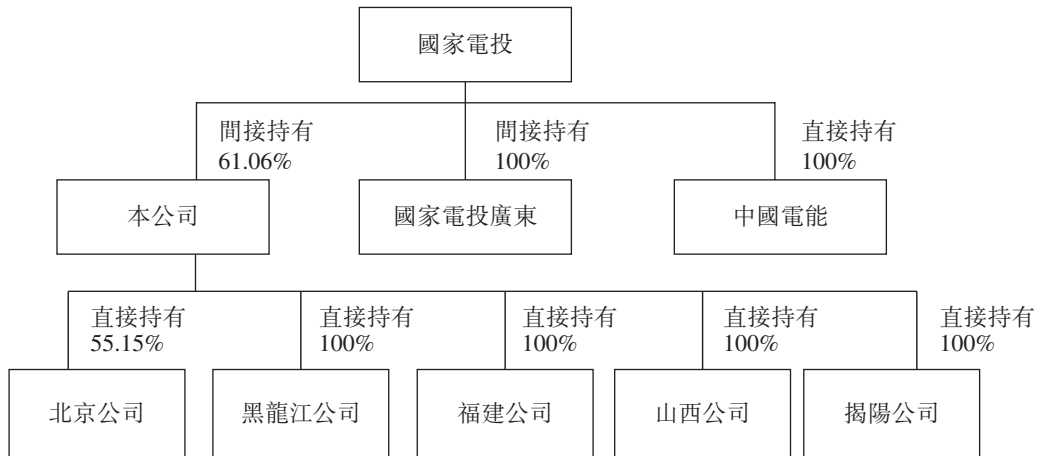 國家電投
間接持有
61.06%
間接持有
100%
直接持有
100%
本公司
國家電投廣東
中國電能
直接持有
55.15%
直接持有
100%
直接持有
100%
直接持有
100%
直接持有
100%
北京公司
黑龍江公司
福建公司
山西公司
揭陽公司